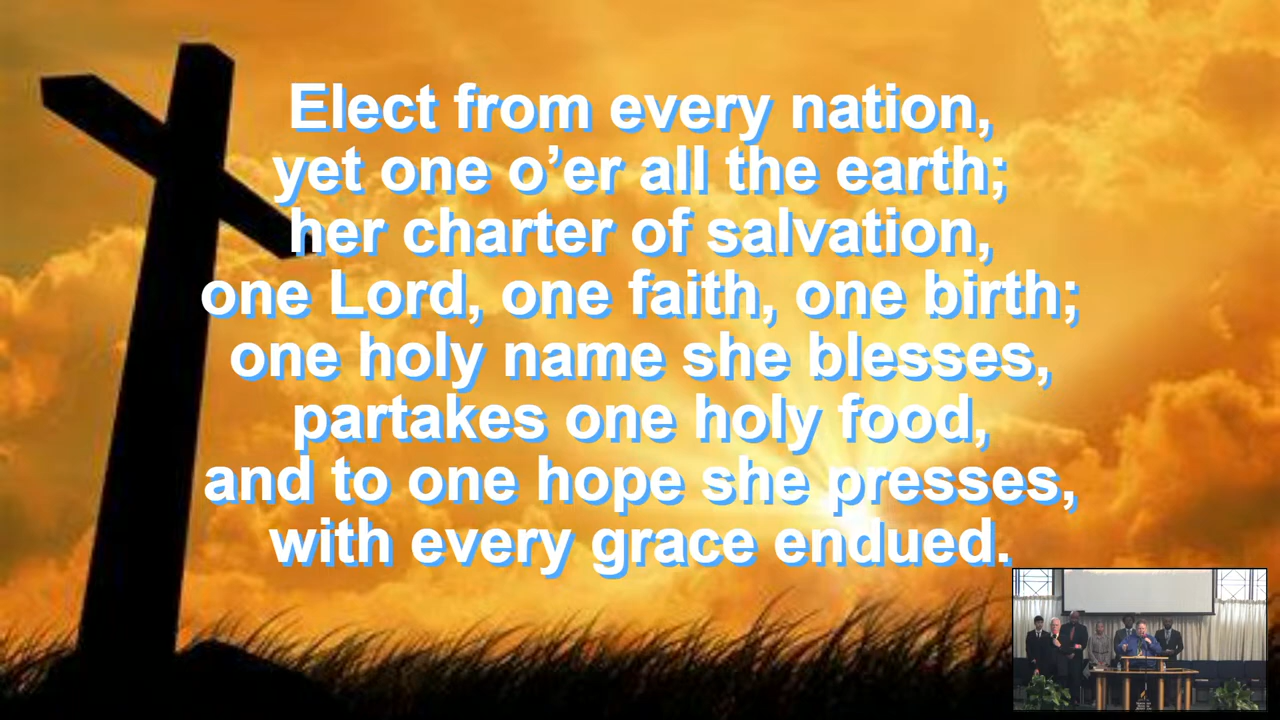 Elect from every nation,
yet one o’er all the earth;
her charter of salvation,
one Lord, one faith, one birth;
one holy name she blesses,
partakes one holy food,
and to one hope she presses,
with every grace endued.